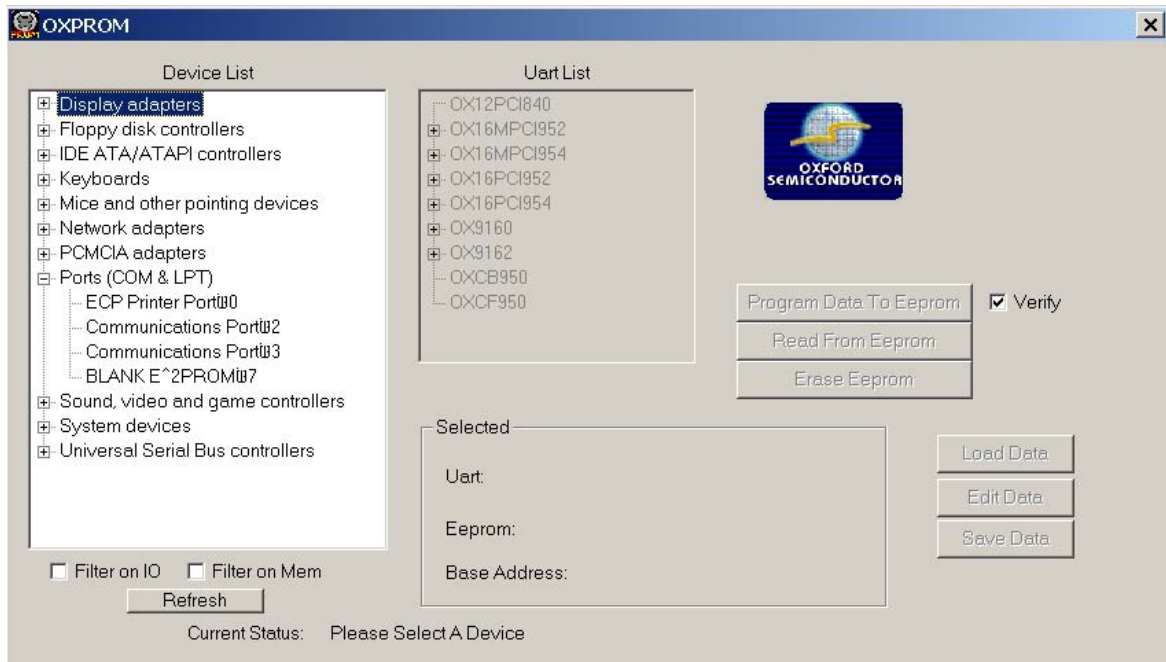 OXPROM
Device List
Display adapters
Floppy disk controllers
IDE ATA/ATAPI controllers
Keyboards
Mice and other pointing devices
Network adapters
PCMCIA adapters
Ports (COM & LPT)
ECP Printer Port
Communications Port
Communications Port
BLANK E^2PROM
Sound, video and game controllers
System devices
Universal Serial Bus controllers
Filter on IO Filter on Mem
Refresh
Uart List
OX12PCI840
OX16MPCI952
OX16MPCI954
OX16PCI952
OX16PCI954
OX9160
OX9162
OXCB950
OXCF950
OXFORD
SEMICONDUCTOR
Program Data To Eeprom Verify
Read From Eeprom
Erase Eeprom
Selected
Uart:
Eeprom:
Base Address:
Load Data
Edit Data
Save Data
Current Status: Please Select A Device